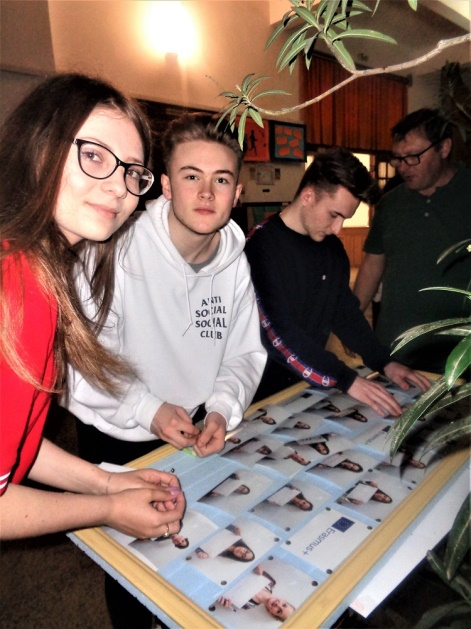 ANTI
SOCIAL
SOCIAL
CLUB
Erasmus+